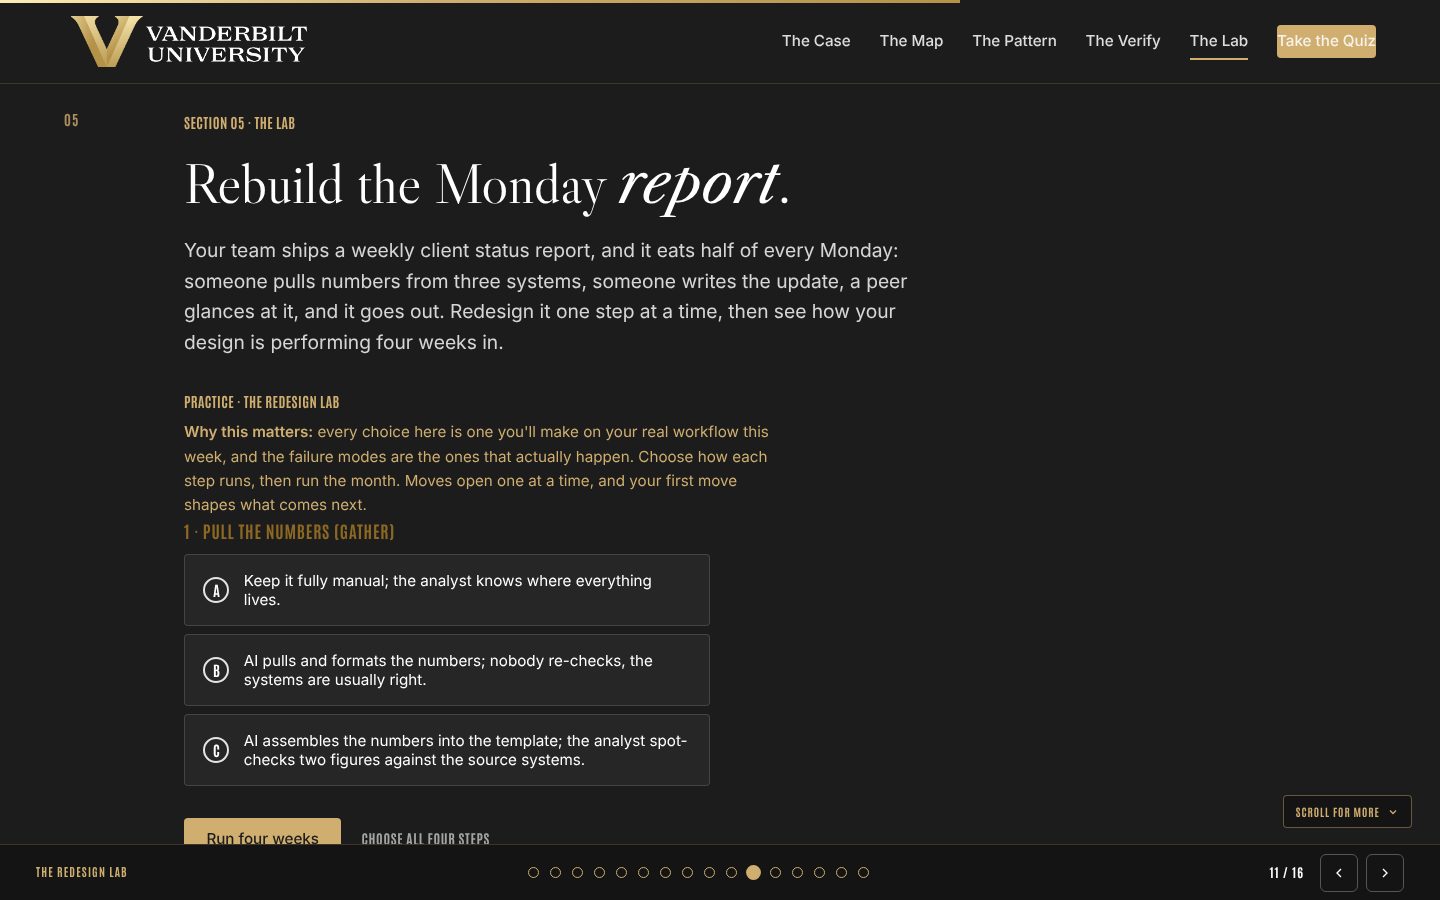 VANDERBILT
UNIVERSITY
The Case
The Map
The Pattern
The Verify
The Lab
Take the Quiz
05
SECTION 05 · THE LAB
Rebuild the Monday report.
Your team ships a weekly client status report, and it eats half of every Monday:
someone pulls numbers from three systems, someone writes the update, a peer
glances at it, and it goes out. Redesign it one step at a time, then see how your
design is performing four weeks in.
PRACTICE · THE REDESIGN LAB
Why this matters: every choice here is one you'll make on your real workflow this
week, and the failure modes are the ones that actually happen. Choose how each
step runs, then run the month. Moves open one at a time, and your first move
shapes what comes next.
1 · PULL THE NUMBERS (GATHER)
A
Keep it fully manual; the analyst knows where everything
lives.
B
AI pulls and formats the numbers; nobody re-checks, the
systems are usually right.
C
AI assembles the numbers into the template; the analyst spot-
checks two figures against the source systems.
SCROLL FOR MORE
Run four weeks
CHOOSE ALL FOUR STEPS
THE REDESIGN LAB
11 / 16